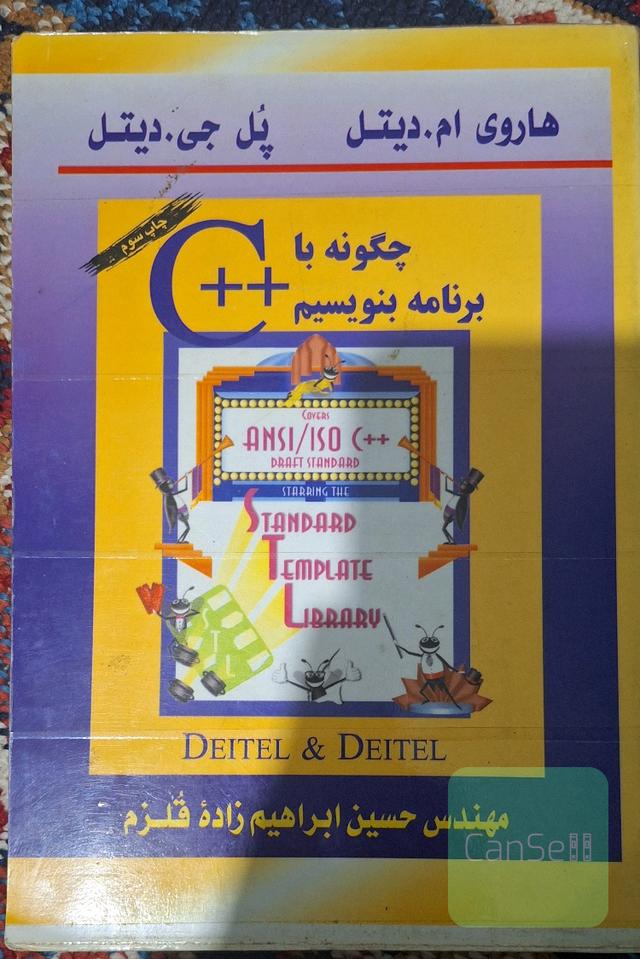 هاروی ام.دیتل پُل جی.دیتل
چاپ سوم
چگونه با
C++
برنامه بنویسیم
COVERS
ANSI/ISO C++
DRAFT STANDARD
STARRING THE
STANDARD
TEMPLATE
LIBRARY
STL
DEITEL & DEITEL
مهندس حسین ابراهیم زادهٔ قُلزم
CanSell